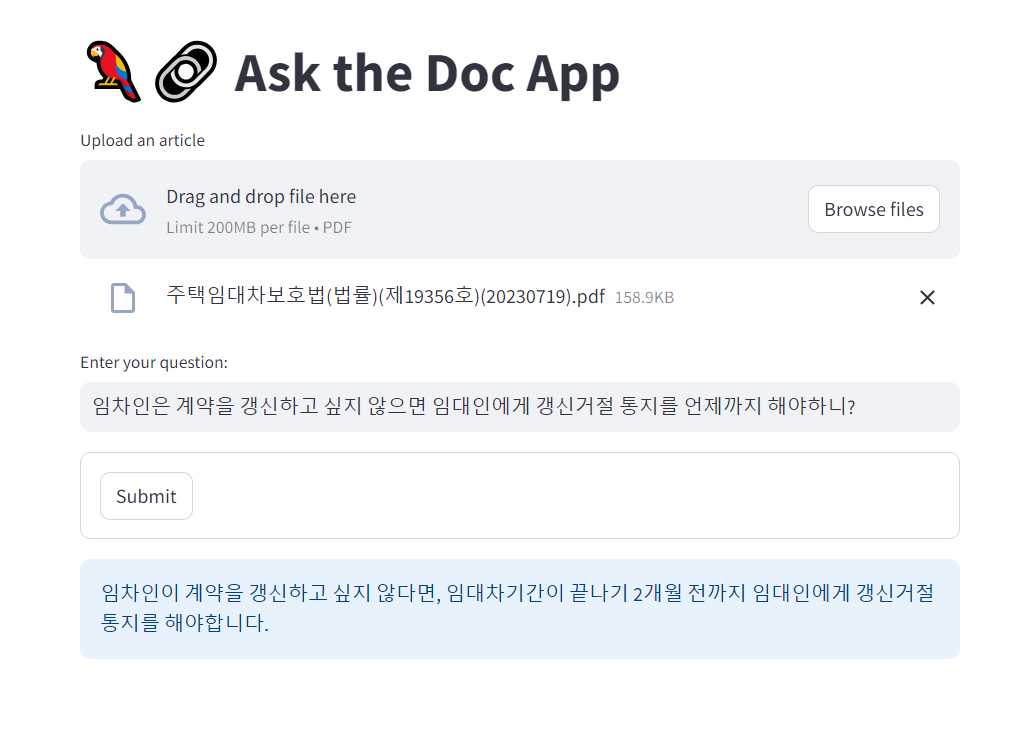 Ask the Doc App
Upload an article
Drag and drop file here
Limit 200MB per file • PDF
Browse files
주택임대차보호법(법률)(제19356호)(20230719).pdf 158.9KB
Enter your question:
임차인은 계약을 갱신하고 싶지 않으면 임대인에게 갱신거절 통지를 언제까지 해야하니?
Submit
임차인이 계약을 갱신하고 싶지 않다면, 임대차기간이 끝나기 2개월 전까지 임대인에게 갱신거절
통지를 해야합니다.